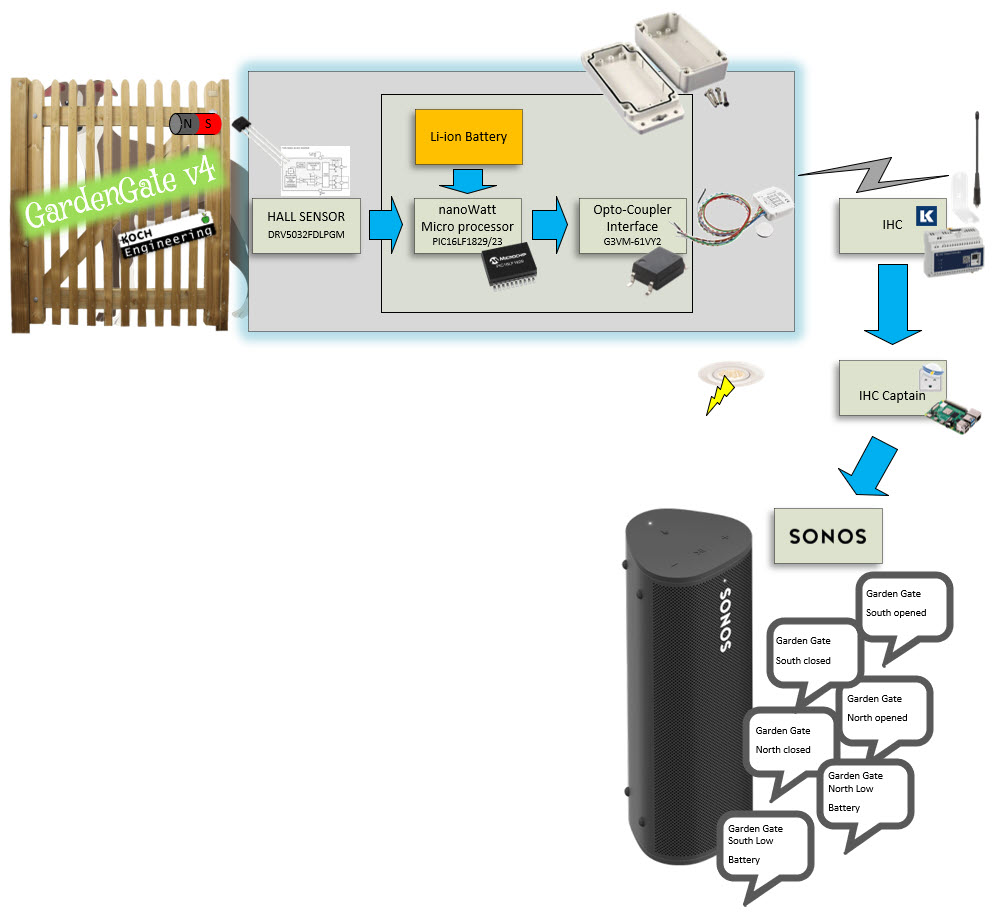 N S
GardenGate v4
KOCH
Engineering
Li-ion Battery
HALL SENSOR
DRV5032FDLPGM
nanoWatt
Micro processor
PIC16LF1829/23
MICROCHIP
Opto-Coupler
Interface
G3VM-61VY2
IHC
K
IHC Captain
SONOS
SONOS
Garden Gate
South opened
Garden Gate
South closed
Garden Gate
North opened
Garden Gate
North closed
Garden Gate
North Low
Battery
Garden Gate
South Low
Battery